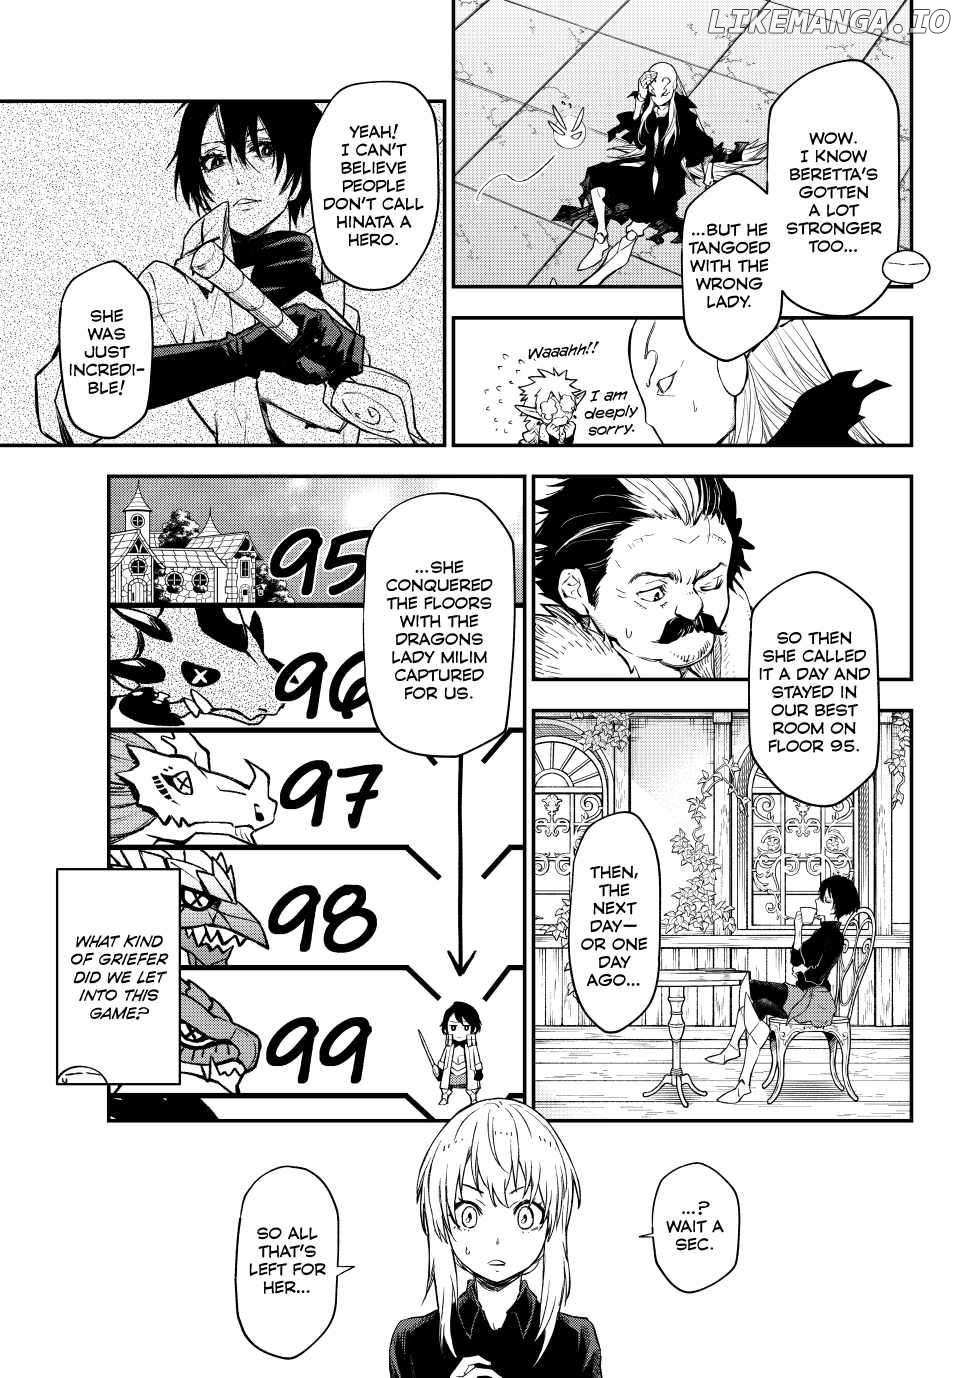 LIKEMANGA.IO
WOW.
I KNOW
BERETTA'S
GOTTEN
A LOT
STRONGER
TOO...
...BUT HE
TANGOED
WITH THE
WRONG
LADY.
YEAH!
I CAN'T
BELIEVE
PEOPLE
DON'T CALL
HINATA A
HERO.
SHE
WAS
JUST
INCREDI-
BLE!
Waaahh!!
I am
deeply
sorry.
SO THEN
SHE CALLED
IT A DAY AND
STAYED IN
OUR BEST
ROOM ON
FLOOR 95.
THEN,
THE
NEXT
DAY—
OR ONE
DAY
AGO...
...SHE
CONQUERED
THE FLOORS
WITH THE
DRAGONS
LADY MILIM
CAPTURED
FOR US.
95
96
97
98
99
WHAT KIND
OF GRIEFER
DID WE LET
INTO THIS
GAME?
...?
WAIT A
SEC.
SO ALL
THAT'S
LEFT FOR
HER...